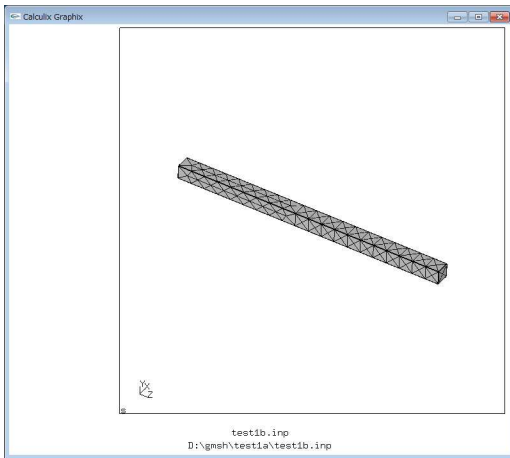 Calculix Graphix
Y X
Z
test1b.inp
D:\gmsh\test1a\test1b.inp